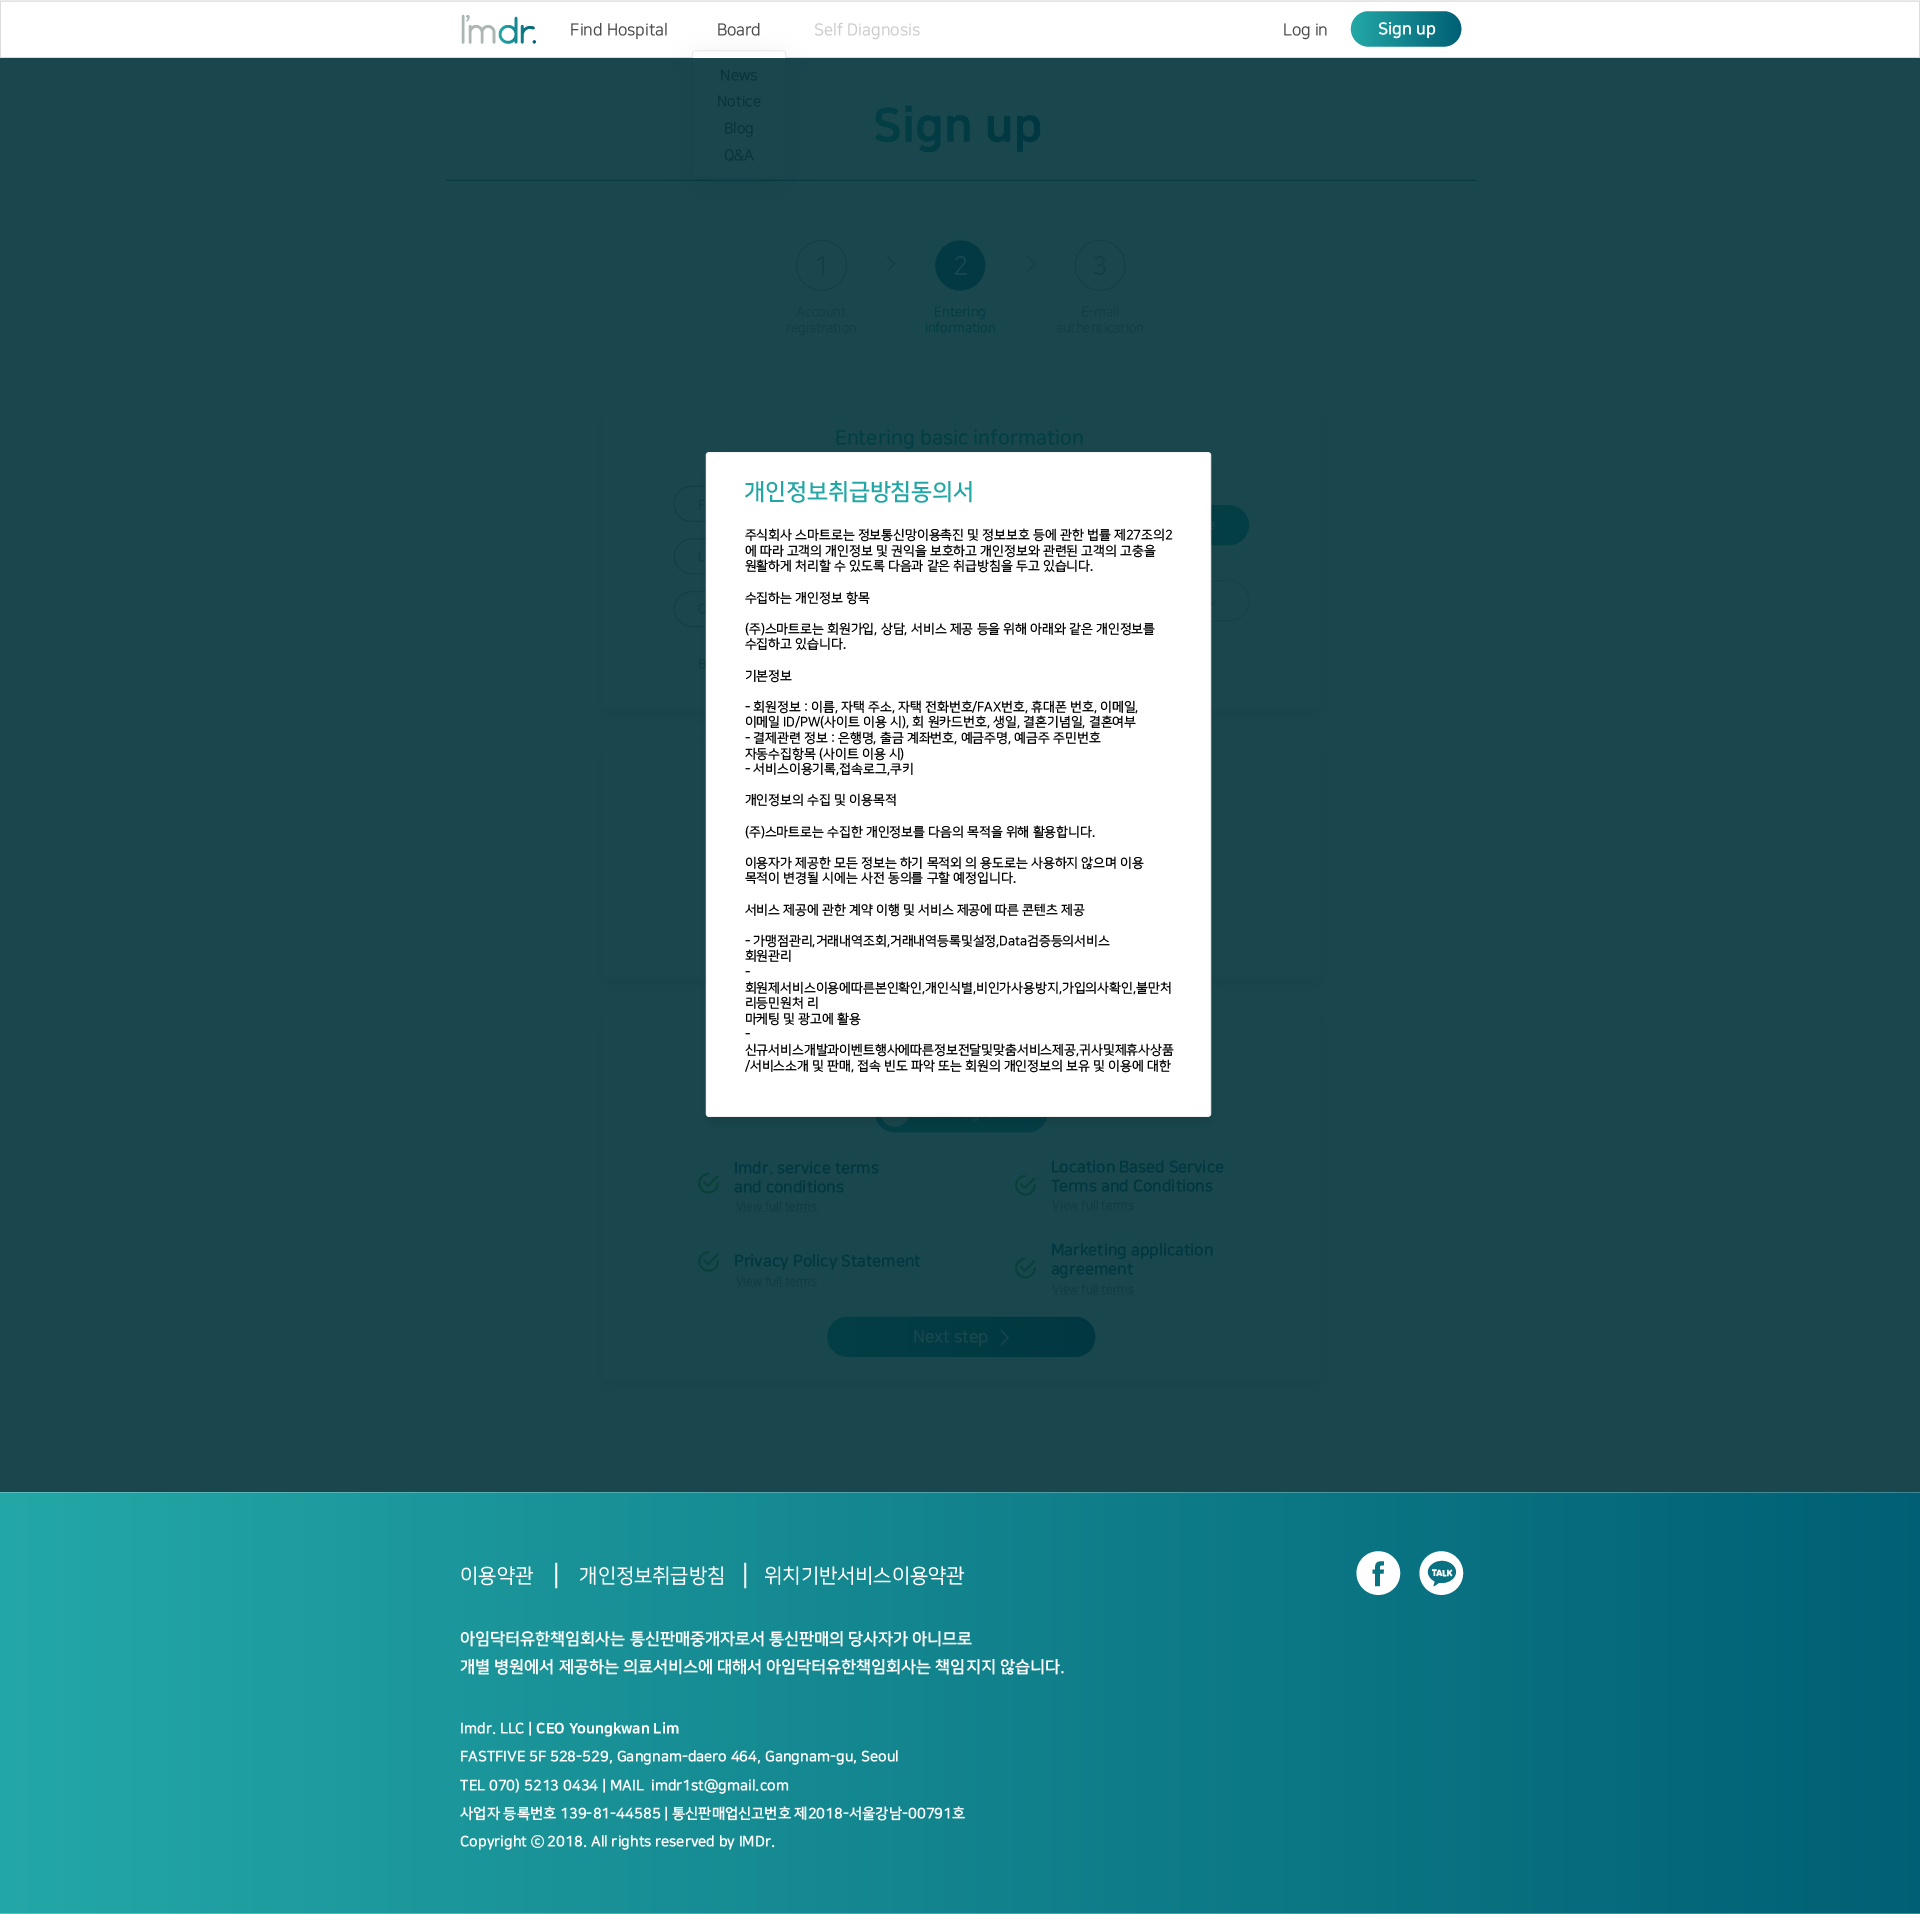 I'mdr.
Find Hospital
Board
Self Diagnosis
Log in
Sign up
News
Notice
Blog
Q&A
Sign up
1
2
3
Account
registration
Entering
information
E-mail
authentication
Entering basic information
개인정보취급방침동의서
주식회사 스마트로는 정보통신망이용촉진 및 정보보호 등에 관한 법률 제27조의2
에 따라 고객의 개인정보 및 권익을 보호하고 개인정보와 관련된 고객의 고충을
원활하게 처리할 수 있도록 다음과 같은 취급방침을 두고 있습니다.
수집하는 개인정보 항목
(주)스마트로는 회원가입, 상담, 서비스 제공 등을 위해 아래와 같은 개인정보를
수집하고 있습니다.
기본정보
- 회원정보 : 이름, 자택 주소, 자택 전화번호/FAX번호, 휴대폰 번호, 이메일,
이메일 ID/PW(사이트 이용 시), 회 원카드번호, 생일, 결혼기념일, 결혼여부
- 결제관련 정보 : 은행명, 출금 계좌번호, 예금주명, 예금주 주민번호
자동수집항목 (사이트 이용 시)
- 서비스이용기록,접속로그,쿠키
개인정보의 수집 및 이용목적
(주)스마트로는 수집한 개인정보를 다음의 목적을 위해 활용합니다.
이용자가 제공한 모든 정보는 하기 목적외 의 용도로는 사용하지 않으며 이용
목적이 변경될 시에는 사전 동의를 구할 예정입니다.
서비스 제공에 관한 계약 이행 및 서비스 제공에 따른 콘텐츠 제공
- 가맹점관리,거래내역조회,거래내역등록및설정,Data검증등의서비스
회원관리
-
회원제서비스이용에따른본인확인,개인식별,비인가사용방지,가입의사확인,불만처
리등민원처 리
마케팅 및 광고에 활용
-
신규서비스개발과이벤트행사에따른정보전달및맞춤서비스제공,귀사및제휴사상품
/서비스소개 및 판매, 접속 빈도 파악 또는 회원의 개인정보의 보유 및 이용에 대한
Imdr. service terms
and conditions
View full terms
Location Based Service
Terms and Conditions
View full terms
Privacy Policy Statement
View full terms
Marketing application
agreement
View full terms
Next step
이용약관 | 개인정보취급방침 | 위치기반서비스이용약관
TALK
아임닥터유한책임회사는 통신판매중개자로서 통신판매의 당사자가 아니므로
개별 병원에서 제공하는 의료서비스에 대해서 아임닥터유한책임회사는 책임지지 않습니다.
Imdr. LLC | CEO Youngkwan Lim
FASTFIVE 5F 528-529, Gangnam-daero 464, Gangnam-gu, Seoul
TEL 070) 5213 0434 | MAIL imdr1st@gmail.com
사업자 등록번호 139-81-44585 | 통신판매업신고번호 제2018-서울강남-00791호
Copyright ⓒ 2018. All rights reserved by IMDr.